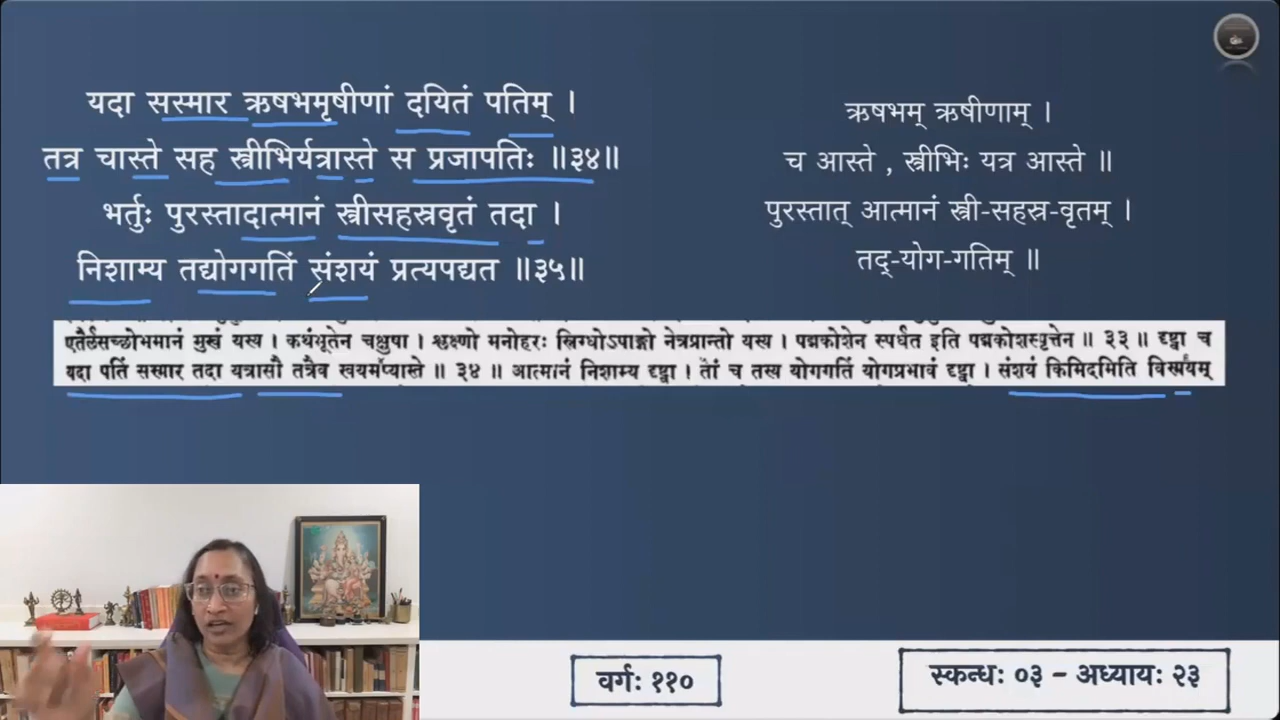 यदा सस्मार ऋषभमृषीणां दयितं पतिम् ।
तत्र चास्ते सह स्त्रीभिर्यत्रास्ते स प्रजापतिः ॥३४॥
भर्तुः पुरस्तादात्मानं स्त्रीसहस्रवृतं तदा ।
निशाम्य तद्योगगतिं संशयं प्रत्यपद्यत ॥३५॥
ऋषभम् ऋषीणाम् ।
च आस्ते , स्त्रीभिः यत्र आस्ते ॥
पुरस्तात् आत्मानं स्त्री-सहस्र-वृतम् ।
तद्-योग-गतिम् ॥
एतैर्लसच्छोभमानं मुखं यस्य । कथंभूतेन चक्षुषा । श्लक्ष्णो मनोहरः स्निग्धोऽपाङ्गो नेत्रप्रान्तो यस्य । पद्मकोशेन स्पर्धत इति पद्मकोशस्पृत्तेन ॥ ३३ ॥ दृष्ट्वा च
यदा पतिं सस्मार तदा यत्रासौ तत्रैव स्वयमप्यास्ते ॥ ३४ ॥ आत्मानं निशाम्य दृष्ट्वा । तां च तस्य योगगतिं योगप्रभावं दृष्ट्वा । संशयं किमिदमिति विस्मयम्
वर्गः ११०
स्कन्धः ०३ - अध्यायः २३